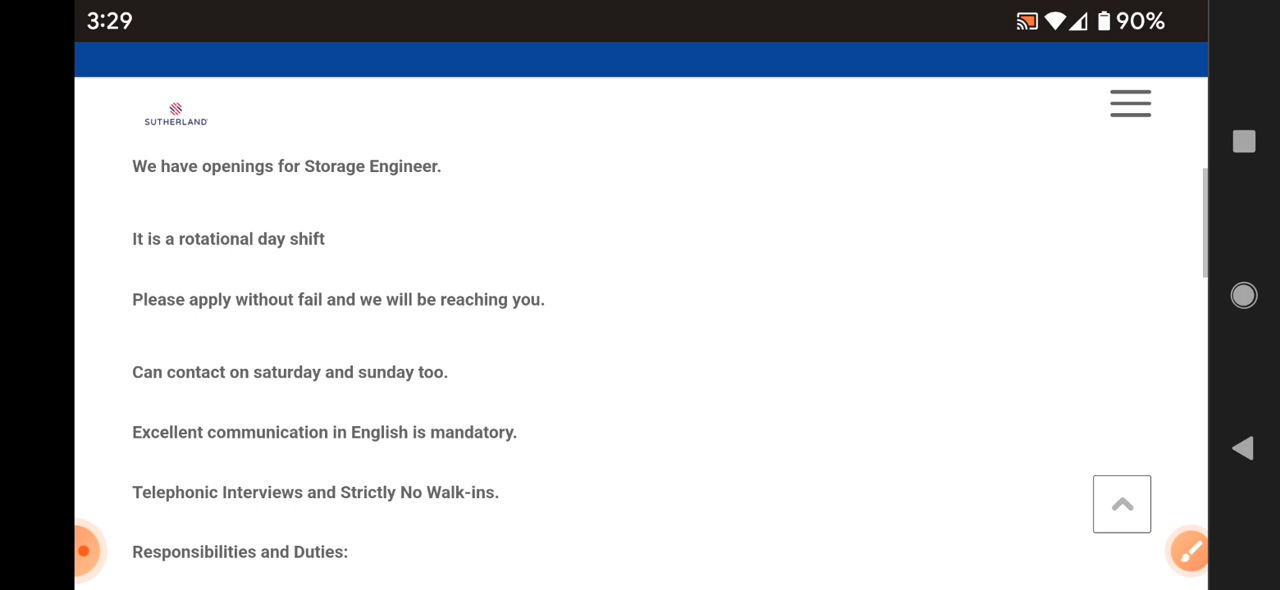 3:29
90%
SUTHERLAND
We have openings for Storage Engineer.
It is a rotational day shift
Please apply without fail and we will be reaching you.
Can contact on saturday and sunday too.
Excellent communication in English is mandatory.
Telephonic Interviews and Strictly No Walk-ins.
Responsibilities and Duties: